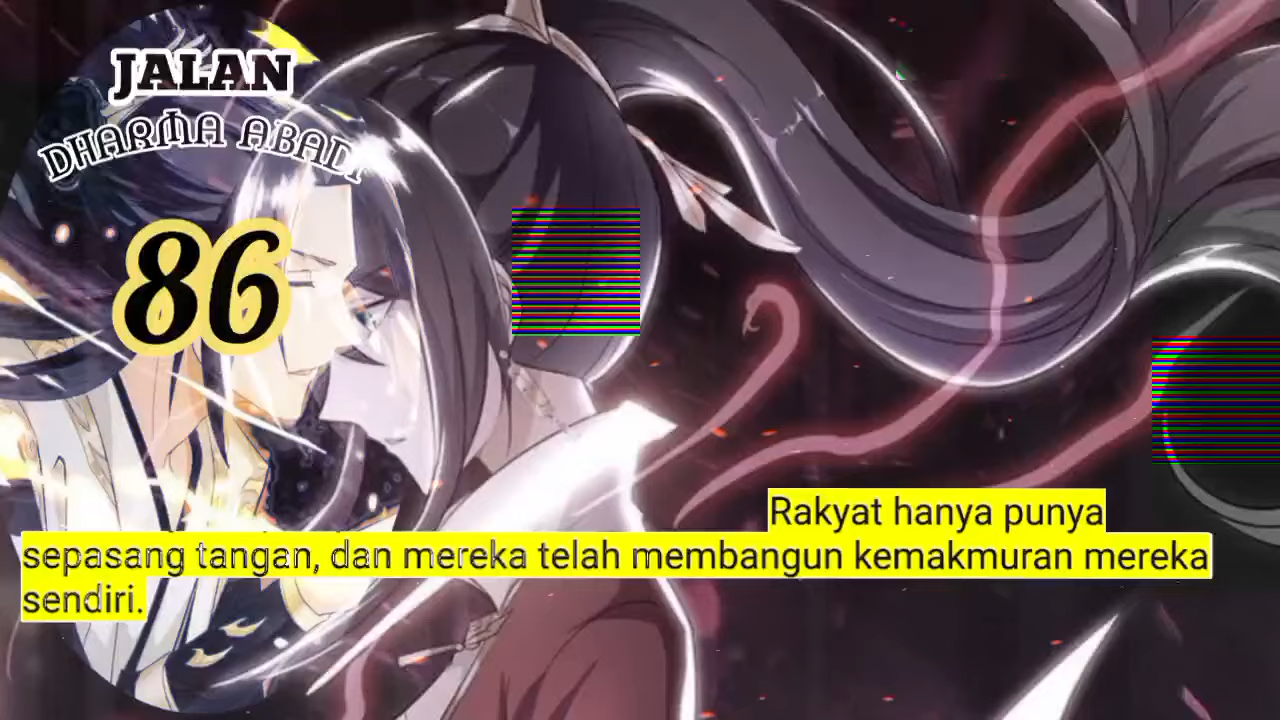 JALAN
DHARMA ABADI
86
Rakyat hanya punya
sepasang tangan, dan mereka telah membangun kemakmuran mereka
sendiri.